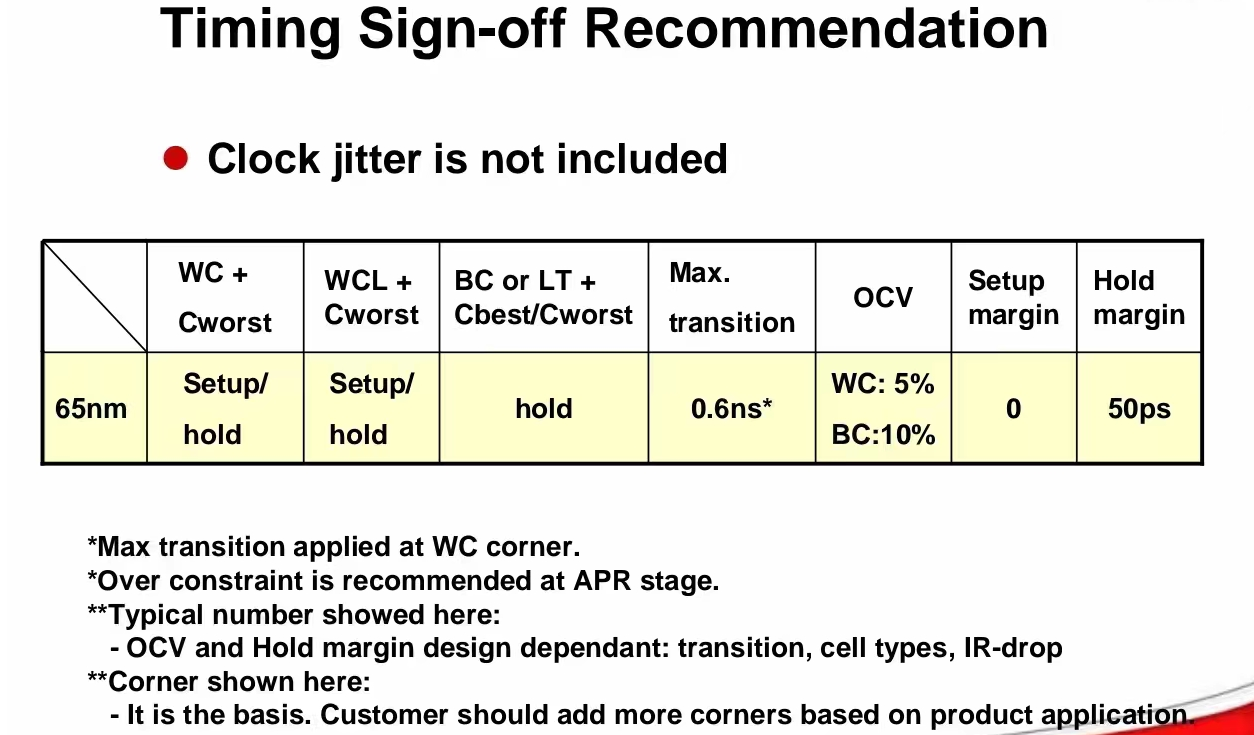 Timing Sign-off Recommendation
Clock jitter is not included
WC +
Cworst
WCL +
Cworst
BC or LT +
Cbest/Cworst
Max.
transition
OCV
Setup
margin
Hold
margin
65nm
Setup/
hold
Setup/
hold
hold
0.6ns*
WC: 5%
BC:10%
0
50ps
*Max transition applied at WC corner.
*Over constraint is recommended at APR stage.
**Typical number showed here:
- OCV and Hold margin design dependant: transition, cell types, IR-drop
**Corner shown here:
- It is the basis. Customer should add more corners based on product application.